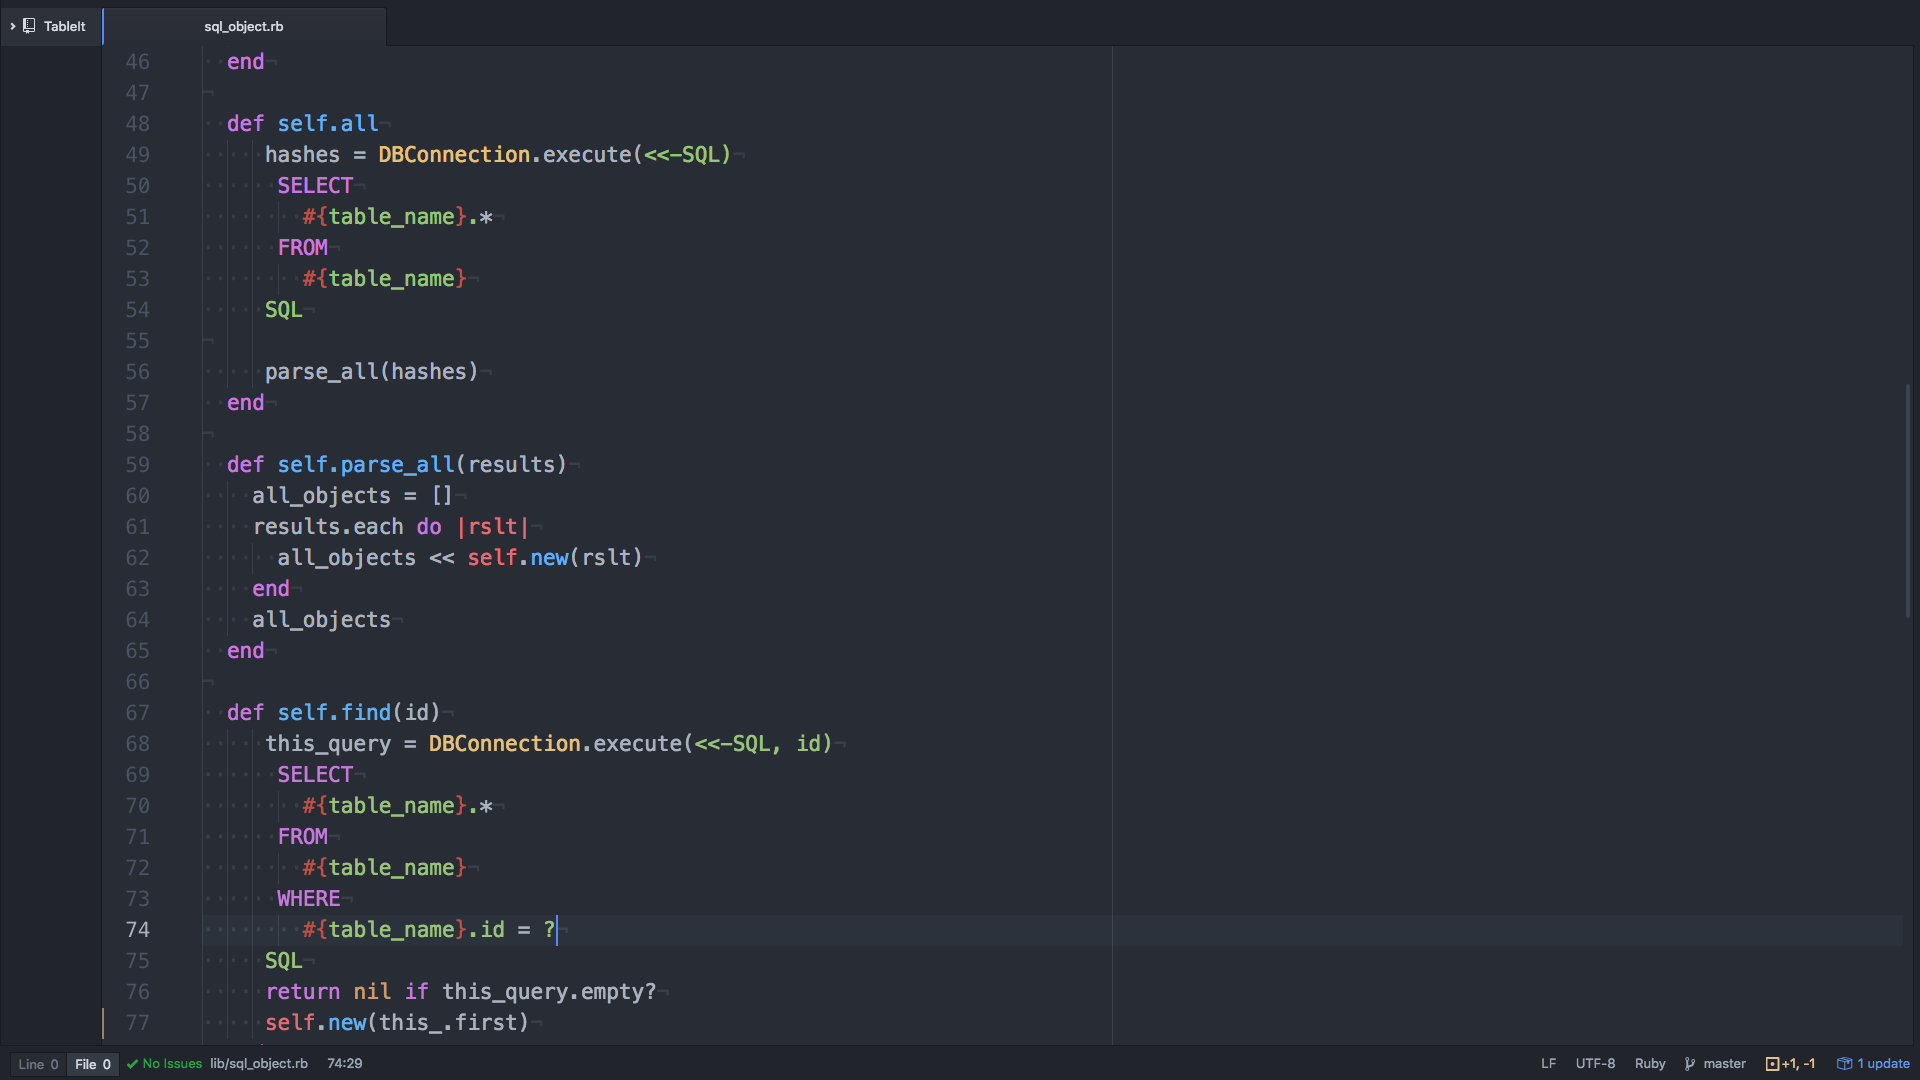 TableIt
sql_object.rb
46 end
47
48 def self.all
49 hashes = DBConnection.execute(<<-SQL)
50 SELECT
51 #{table_name}.*
52 FROM
53 #{table_name}
54 SQL
55
56 parse_all(hashes)
57 end
58
59 def self.parse_all(results)
60 all_objects = []
61 results.each do |rslt|
62 all_objects << self.new(rslt)
63 end
64 all_objects
65 end
66
67 def self.find(id)
68 this_query = DBConnection.execute(<<-SQL, id)
69 SELECT
70 #{table_name}.*
71 FROM
72 #{table_name}
73 WHERE
74 #{table_name}.id = ?
75 SQL
76 return nil if this_query.empty?
77 self.new(this_.first)
Line 0 File 0 No Issues lib/sql_object.rb 74:29 LF UTF-8 Ruby master +1, -1 1 update